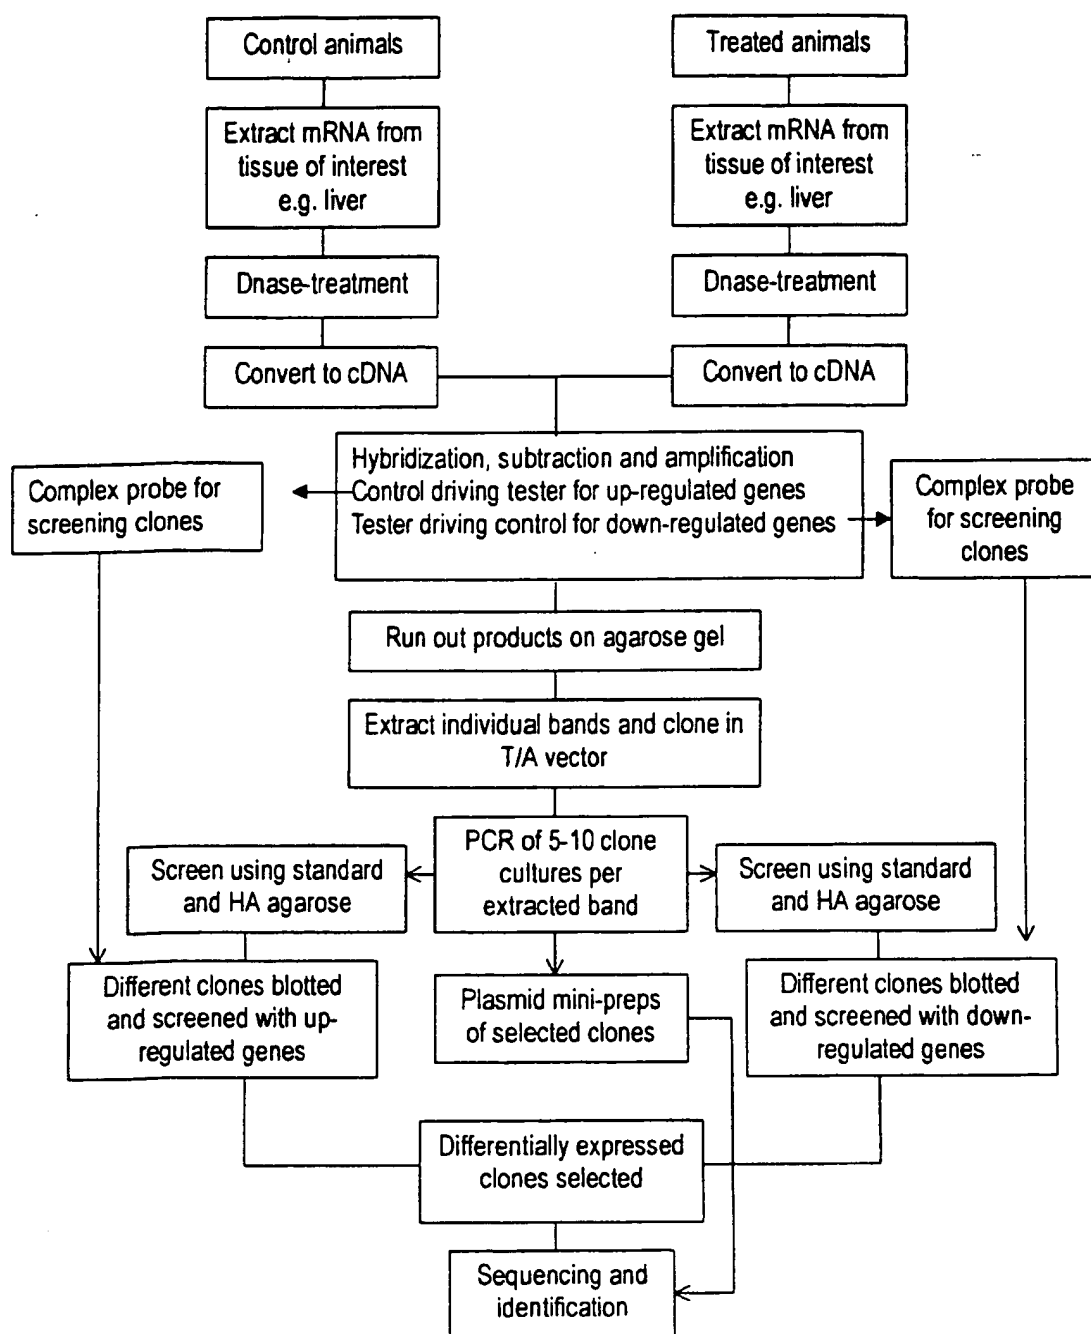 Control animals
Treated animals
Extract mRNA from
tissue of interest
e.g. liver
Extract mRNA from
tissue of interest
e.g. liver
Dnase-treatment
Dnase-treatment
Convert to cDNA
Convert to cDNA
Hybridization, subtraction and amplification
Control driving tester for up-regulated genes
Tester driving control for down-regulated genes
Complex probe for
screening clones
Complex probe
for screening
clones
Run out products on agarose gel
Extract individual bands and clone in
T/A vector
PCR of 5-10 clone
cultures per
extracted band
Screen using standard
and HA agarose
Screen using standard
and HA agarose
Different clones blotted
and screened with up-
regulated genes
Plasmid mini-preps
of selected clones
Different clones blotted
and screened with down-
regulated genes
Differentially expressed
clones selected
Sequencing and
identification